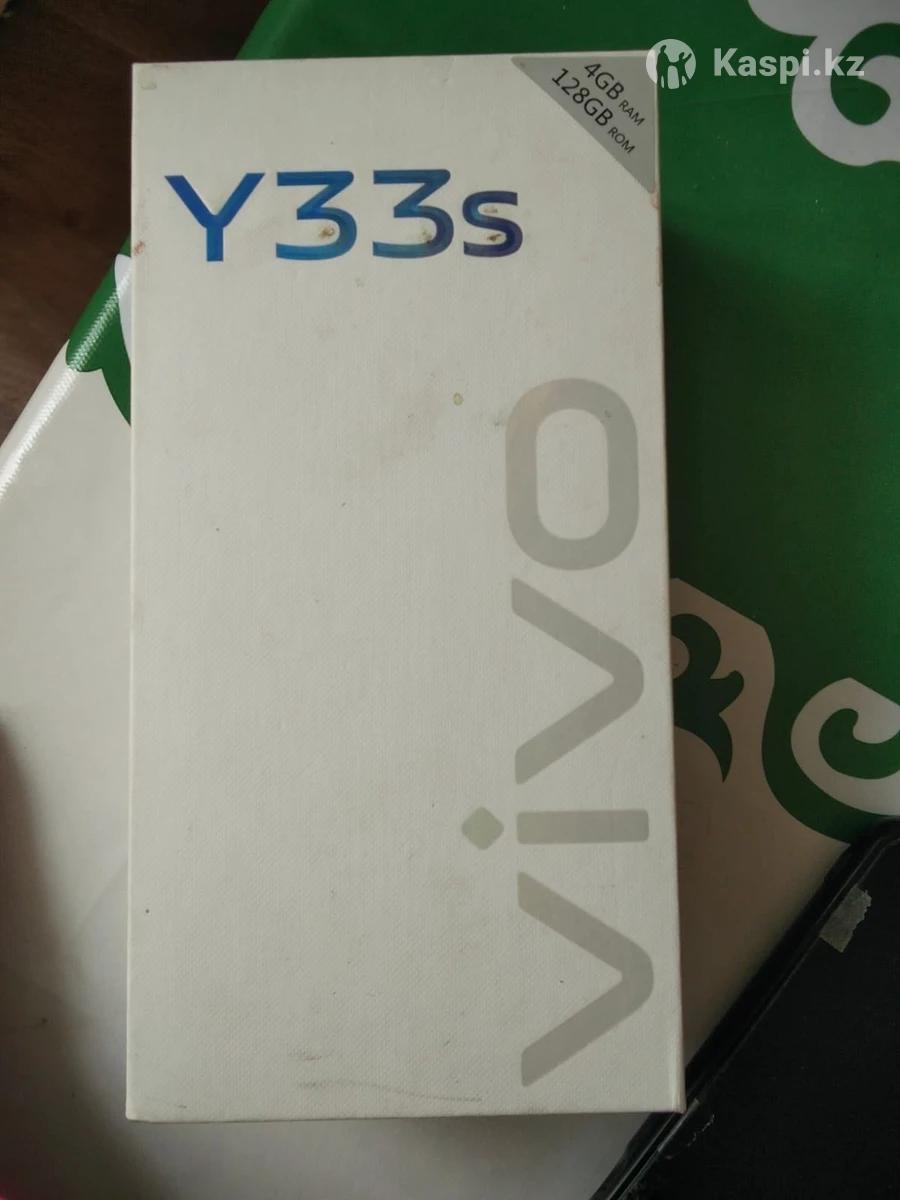 Kaspi.kz
4GB RAM
128GB ROM
Y33s
vivo